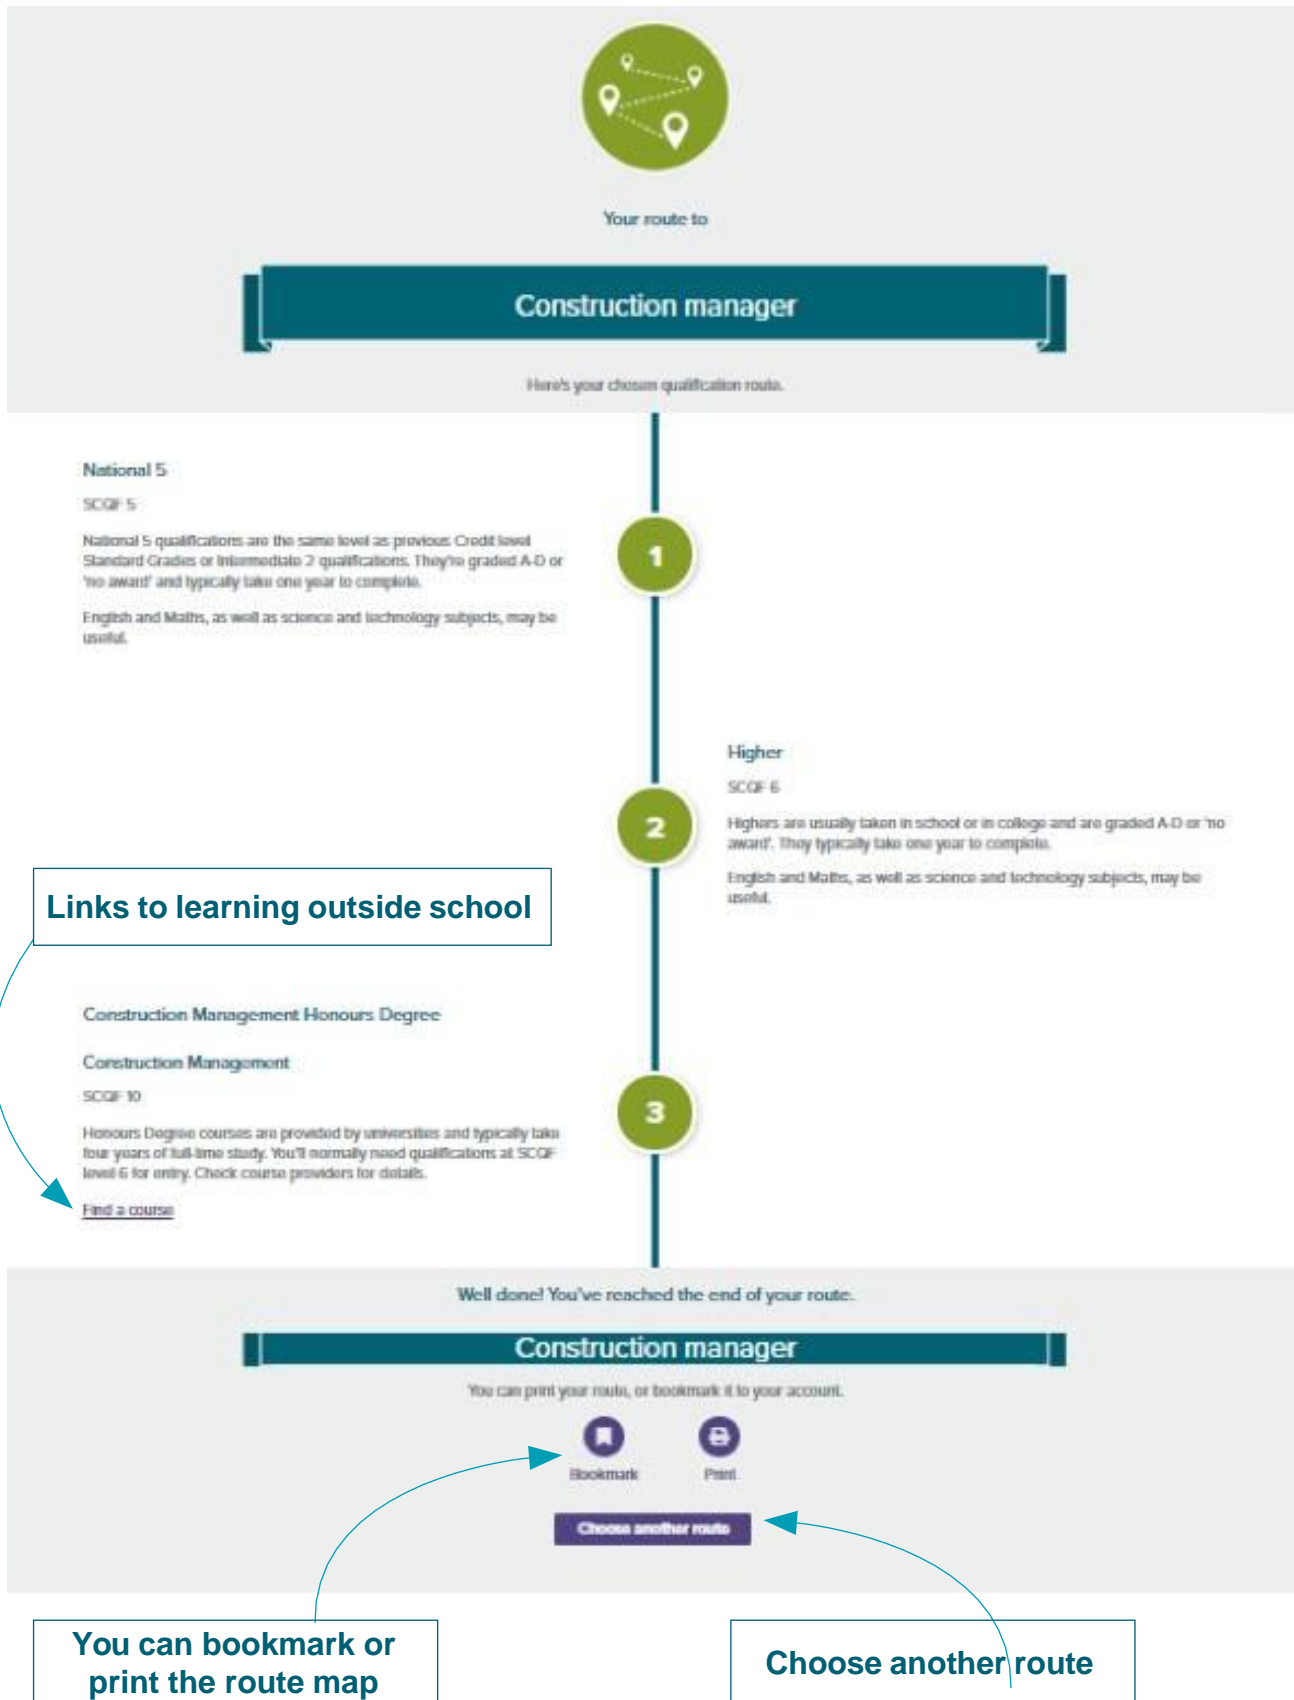 Your route to
Construction manager
Here's your chosen qualification route.
National 5
SCQF 5
National 5 qualifications are the same level as previous Credit level
Standard Grades or Intermediate 2 qualifications. They're graded A-D or
'no award' and typically take one year to complete.
English and Maths, as well as science and technology subjects, may be
useful.
1
Higher
SCQF 6
Highers are usually taken in school or in college and are graded A-D or 'no
award'. They typically take one year to complete.
English and Maths, as well as science and technology subjects, may be
useful.
2
Links to learning outside school
Construction Management Honours Degree
Construction Management
SCQF 10
Honours Degree courses are provided by universities and typically take
four years of full-time study. You'll normally need qualifications at SCQF
level 6 for entry. Check course providers for details.
Find a course
3
Well done! You've reached the end of your route.
Construction manager
You can print your route, or bookmark it to your account.
Bookmark
Print
Choose another route
You can bookmark or
print the route map
Choose another route